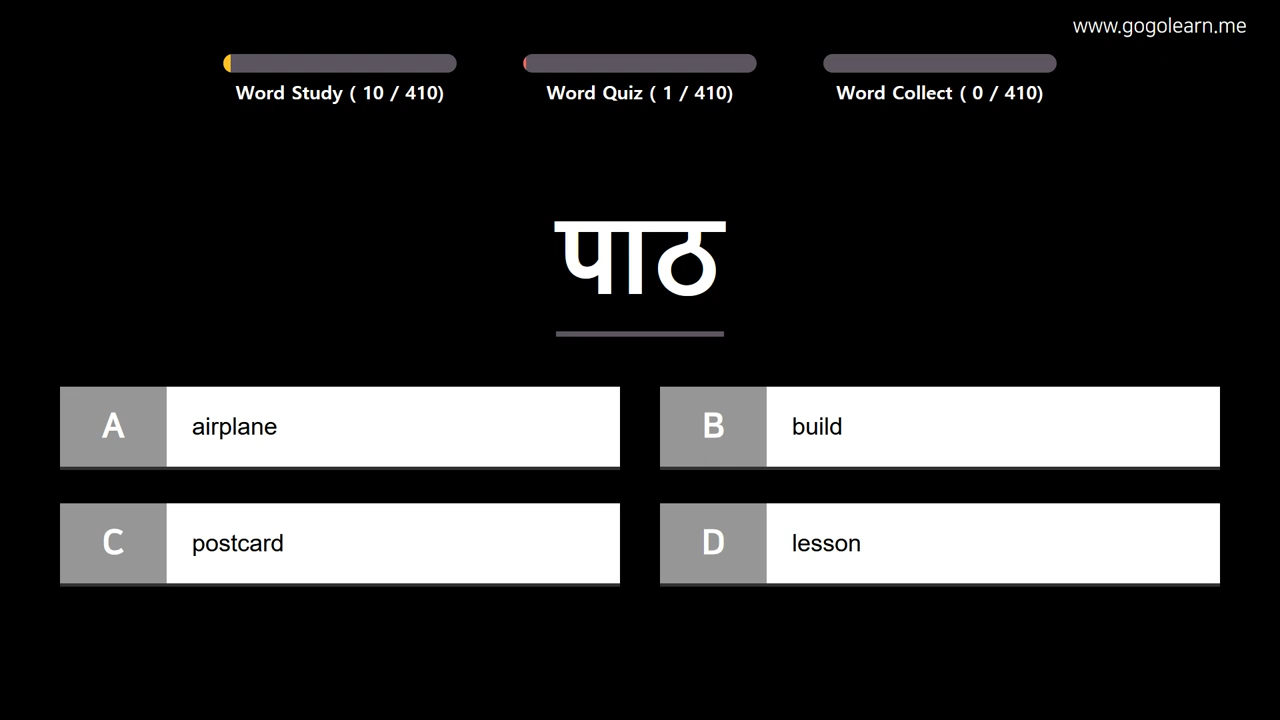 www.gogolearn.me
Word Study ( 10 / 410)
Word Quiz ( 1 / 410)
Word Collect ( 0 / 410)
पाठ
A airplane
B build
C postcard
D lesson